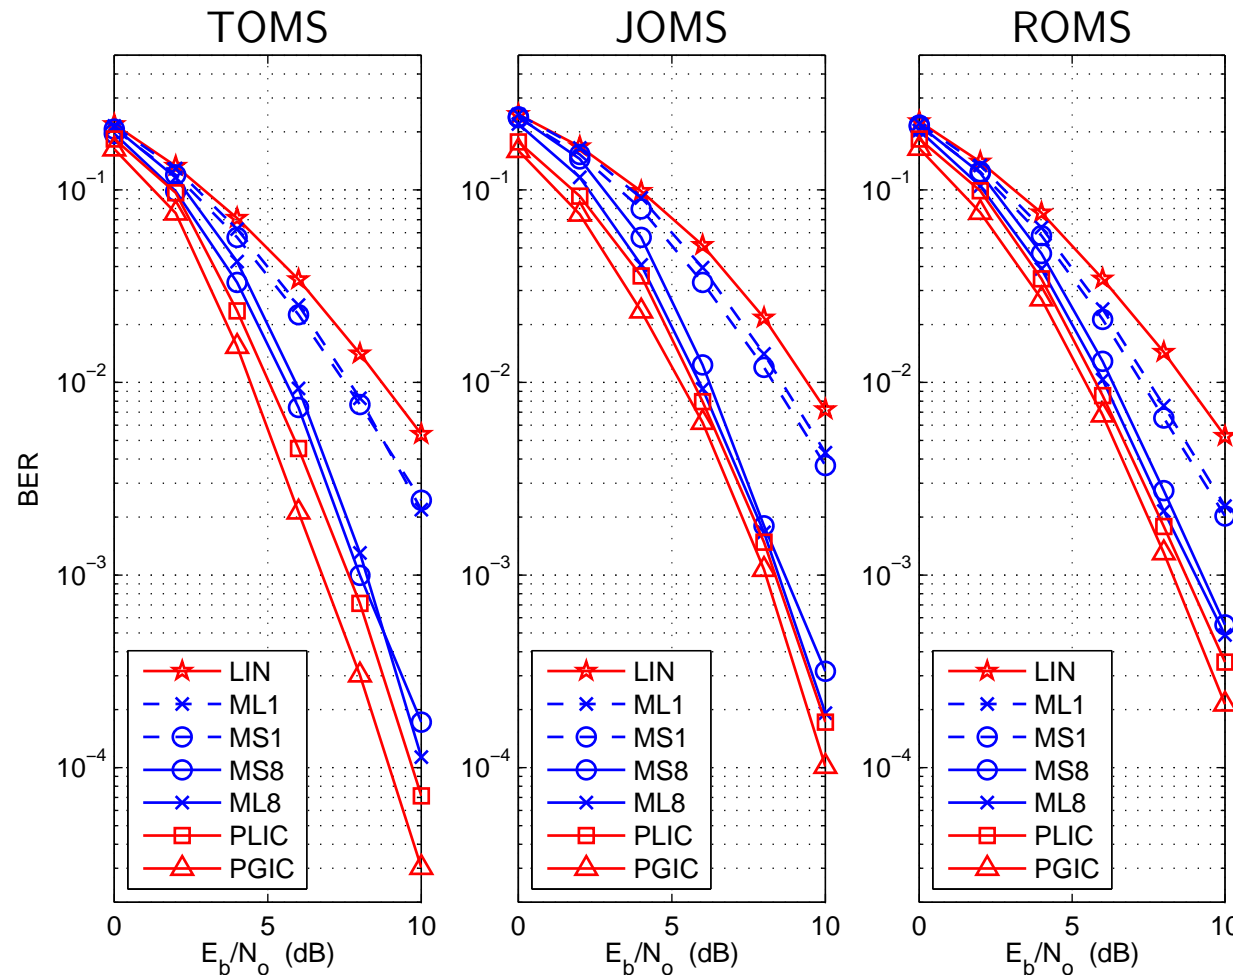 TOMS
JOMS
ROMS
BER
10⁻¹
10⁻²
10⁻³
10⁻⁴
LIN
ML1
MS1
MS8
ML8
PLIC
PGIC
0
5
10
E_b/N_o (dB)
10⁻¹
10⁻²
10⁻³
10⁻⁴
LIN
ML1
MS1
MS8
ML8
PLIC
PGIC
0
5
10
E_b/N_o (dB)
10⁻¹
10⁻²
10⁻³
10⁻⁴
LIN
ML1
MS1
MS8
ML8
PLIC
PGIC
0
5
10
E_b/N_o (dB)